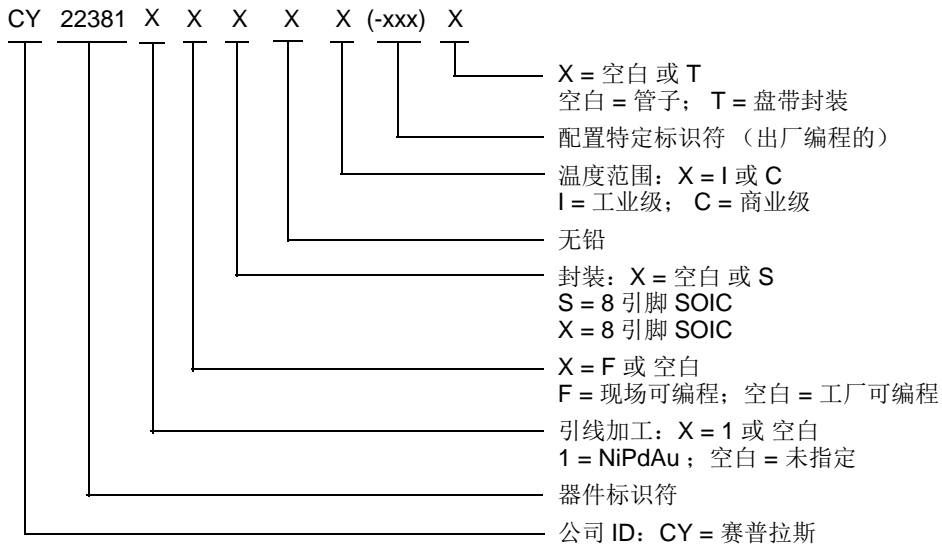 CY 22381 X X X X X (-xxx) X
X = 空白 或 T
空白 = 管子； T = 盘带封装
配置特定标识符 （出厂编程的）
温度范围：X = I 或 C
I = 工业级； C = 商业级
无铅
封装：X = 空白 或 S
S = 8 引脚 SOIC
X = 8 引脚 SOIC
X = F 或 空白
F = 现场可编程；空白 = 工厂可编程
引线加工：X = 1 或 空白
1 = NiPdAu ；空白 = 未指定
器件标识符
公司 ID：CY = 赛普拉斯